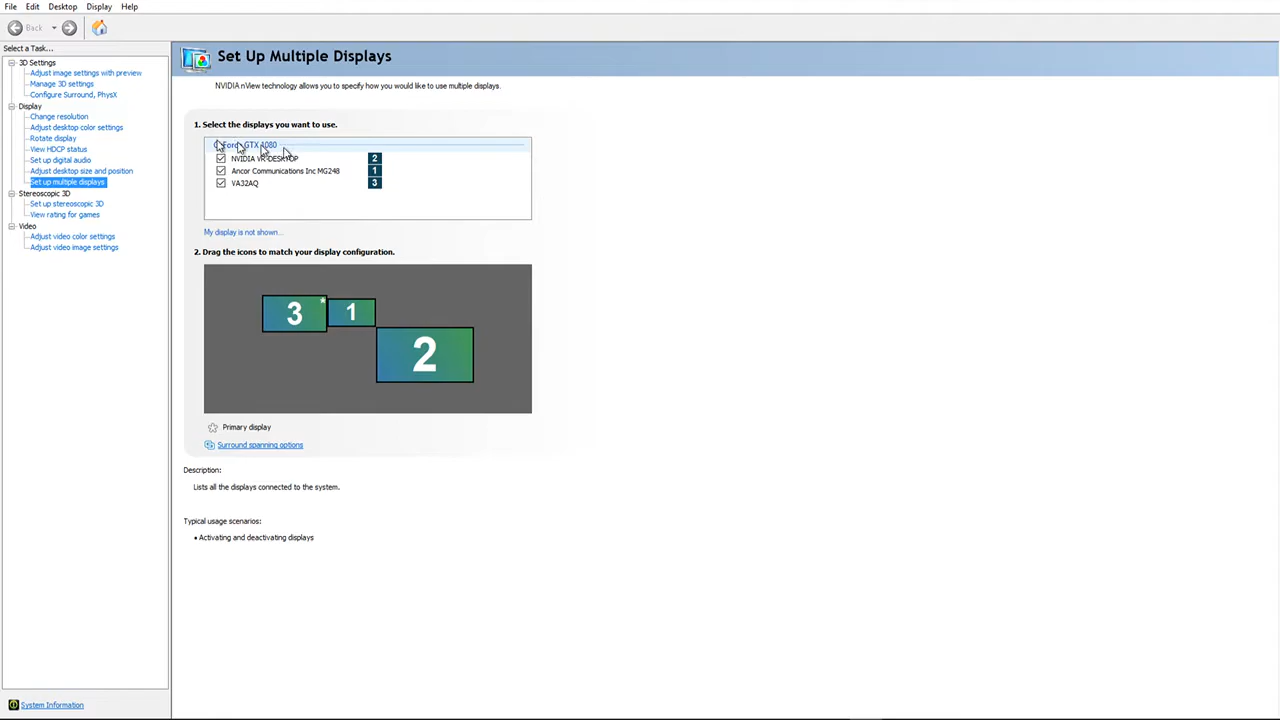 File Edit Desktop Display Help
Back
Select a Task...
3D Settings
Adjust image settings with preview
Manage 3D settings
Configure Surround, PhysX
Display
Change resolution
Adjust desktop color settings
Rotate display
View HDCP status
Set up digital audio
Adjust desktop size and position
Set up multiple displays
Stereoscopic 3D
Set up stereoscopic 3D
View rating for games
Video
Adjust video color settings
Adjust video image settings
System Information
Set Up Multiple Displays
NVIDIA nView technology allows you to specify how you would like to use multiple displays.
1. Select the displays you want to use.
GeForce GTX 1080
NVIDIA VR-DESKTOP 2
Ancor Communications Inc MG248 1
VA32AQ 3
My display is not shown...
2. Drag the icons to match your display configuration.
3 1
2
Primary display
Surround spanning options
Description:
Lists all the displays connected to the system.
Typical usage scenarios:
• Activating and deactivating displays